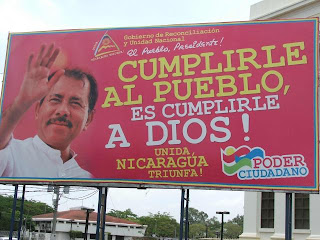 Gobierno de Reconciliación
y Unidad Nacional
El Pueblo, Presidente!
CUMPLIRLE
AL PUEBLO,
ES CUMPLIRLE
A DIOS!
UNIDA,
NICARAGUA
TRIUNFA!
PODER
CIUDADANO